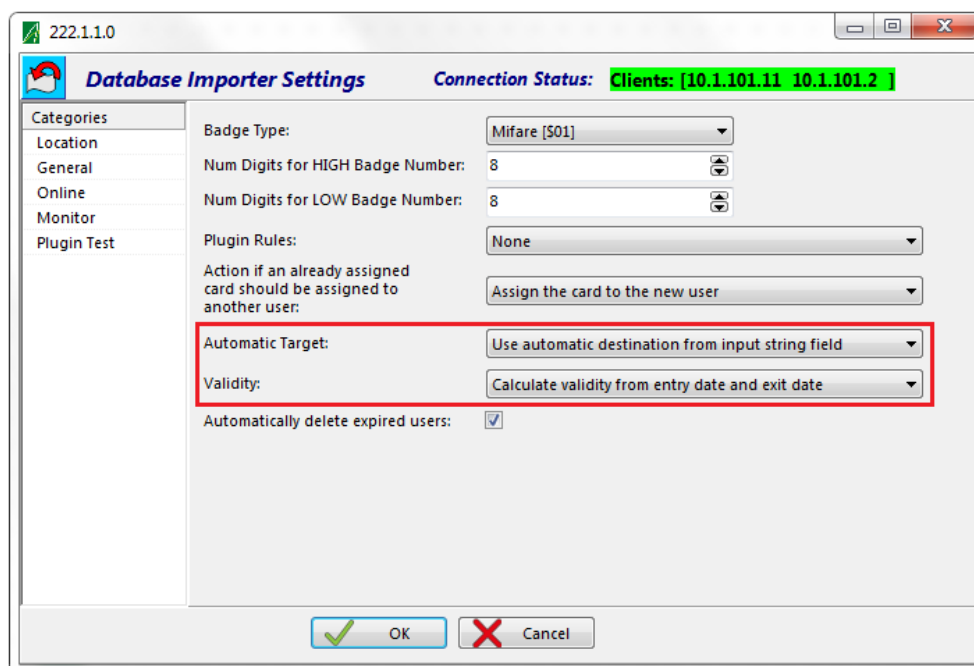 222.1.1.0
Database Importer Settings
Connection Status:
Clients: [10.1.101.11 10.1.101.2 ]
Categories
Location
General
Online
Monitor
Plugin Test
Badge Type:
Mifare [$01]
Num Digits for HIGH Badge Number:
8
Num Digits for LOW Badge Number:
8
Plugin Rules:
None
Action if an already assigned
card should be assigned to
another user:
Assign the card to the new user
Automatic Target:
Use automatic destination from input string field
Validity:
Calculate validity from entry date and exit date
Automatically delete expired users:
OK
Cancel